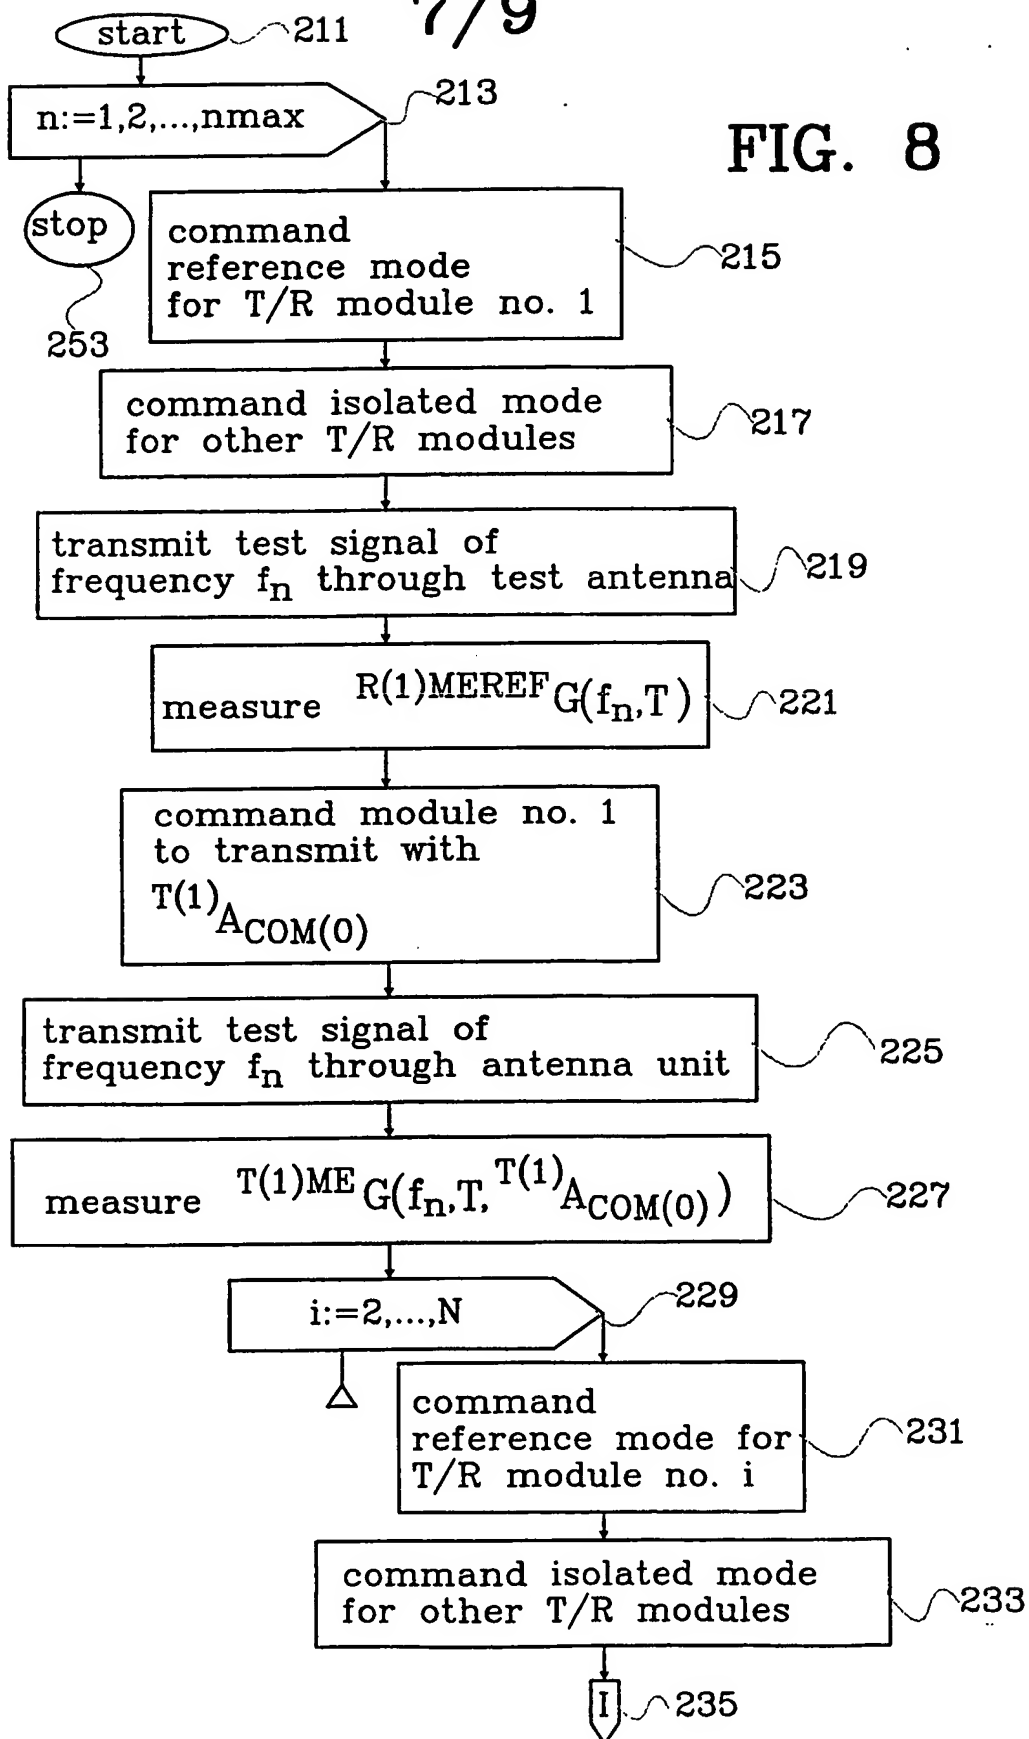 7/9
start 211
n:=1,2,...,nmax 213
FIG. 8
stop
253
command
reference mode
for T/R module no. 1
215
command isolated mode
for other T/R modules
217
transmit test signal of
frequency fn through test antenna
219
measure R(1)MEREF G(fn,T)
221
command module no. 1
to transmit with
T(1) ACOM(0)
223
transmit test signal of
frequency fn through antenna unit
225
measure T(1)ME G(fn,T, T(1) ACOM(0))
227
i:=2,...,N
229
command
reference mode for
T/R module no. i
231
command isolated mode
for other T/R modules
233
I 235